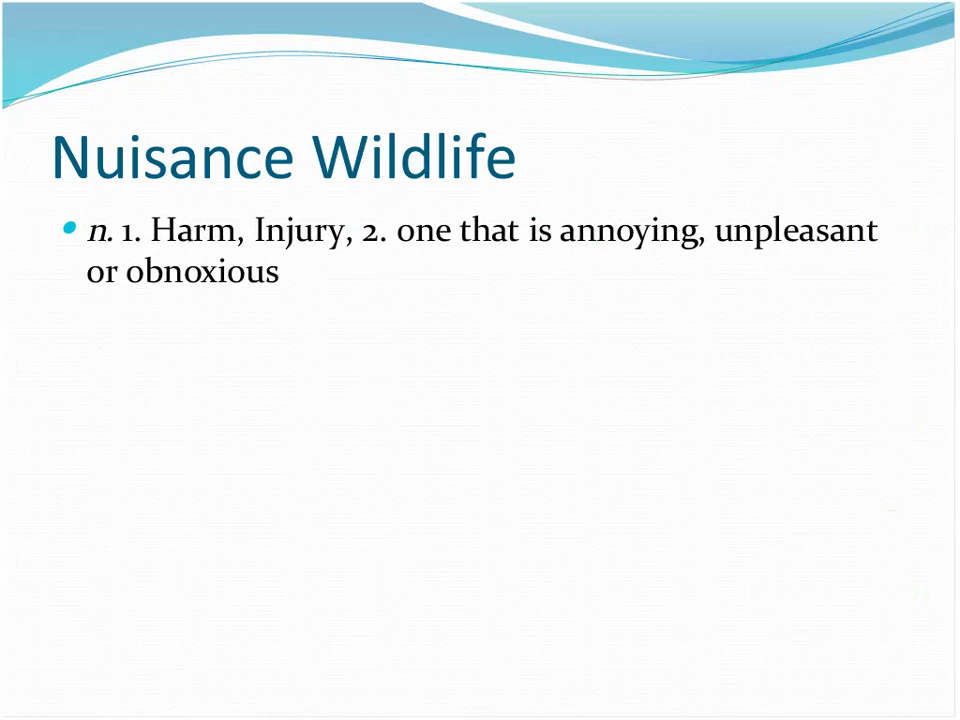 Nuisance Wildlife
• n. 1. Harm, Injury, 2. one that is annoying, unpleasant
or obnoxious